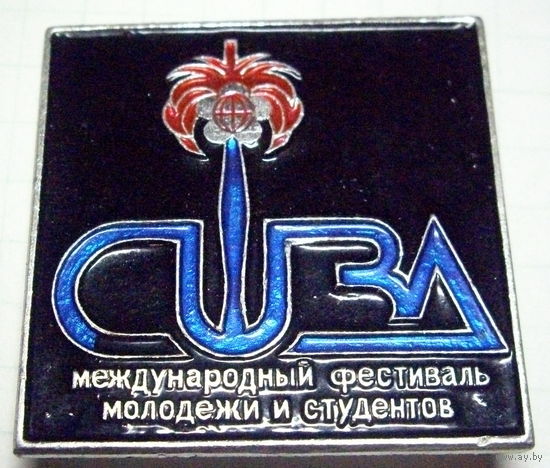 CUBA
международный фестиваль
молодежи и студентов
www.ay.by